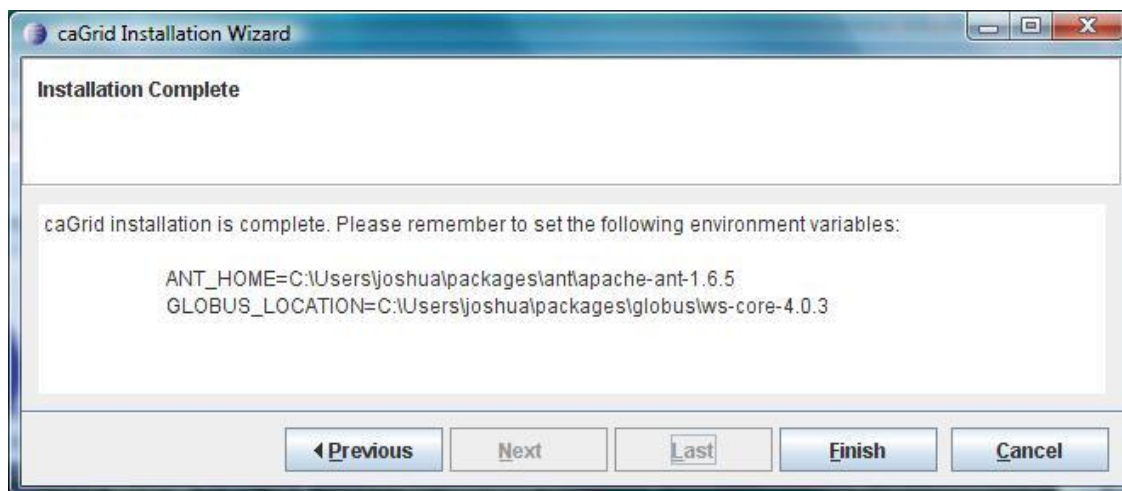 caGrid Installation Wizard
Installation Complete
caGrid installation is complete. Please remember to set the following environment variables:
ANT_HOME=C:\Users\joshua\packages\ant\apache-ant-1.6.5
GLOBUS_LOCATION=C:\Users\joshua\packages\globus\ws-core-4.0.3
Previous Next Last Finish Cancel